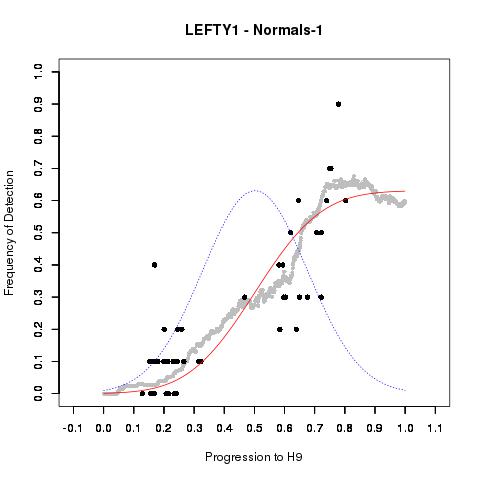 LEFTY1 - Normals-1
Frequency of Detection
1.0
0.9
0.8
0.7
0.6
0.5
0.4
0.3
0.2
0.1
0.0
-0.1 0.0 0.1 0.2 0.3 0.4 0.5 0.6 0.7 0.8 0.9 1.0 1.1
Progression to H9